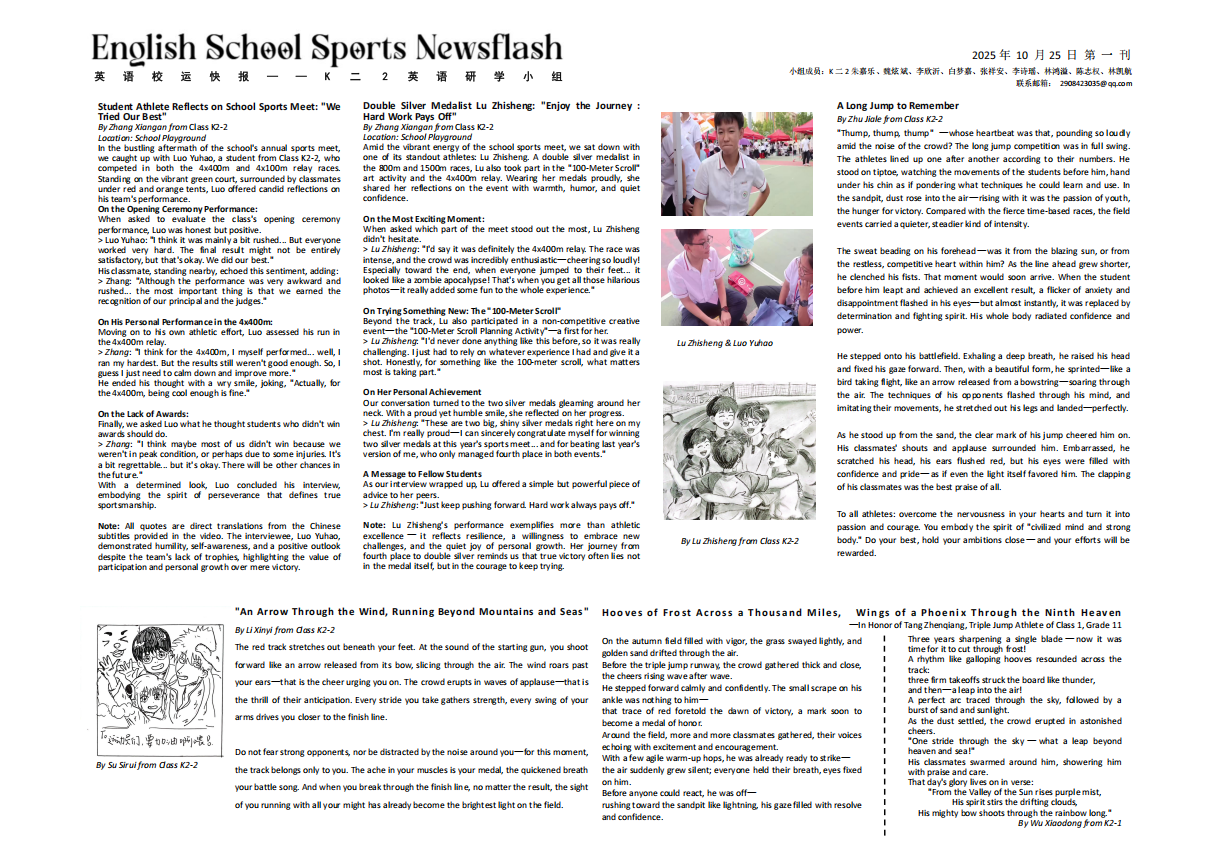 English School Sports Newsflash
英语校运快报——K二2英语研学小组
2025年 10 月25 日 第 一 刊
小组成员：K 二 2 朱嘉乐、魏炫斌、李欣沂、白梦嘉、张祥安、李诗瑶、林鸿溢、陈志权、林凯航
联系邮箱： 2908423035@qq.com
Student Athlete Reflects on School Sports Meet: "We
Tried Our Best"
By Zhang Xiangan from Class K2-2
Location: School Playground
In the bustling aftermath of the school's annual sports meet,
we caught up with Luo Yuhao, a student from Class K2-2, who
competed in both the 4x400m and 4x100m relay races.
Standing on the vibrant green court, surrounded by classmates
under red and orange tents, Luo offered candid reflections on
his team's performance.
On the Opening Ceremony Performance:
When asked to evaluate the class's opening ceremony
performance, Luo was honest but positive.
> Luo Yuhao: "I think it was mainly a bit rushed... But everyone
worked very hard. The final result might not be entirely
satisfactory, but that's okay. We did our best."
His classmate, standing nearby, echoed this sentiment, adding:
> Zhang: "Although the performance was very awkward and
rushed... the most important thing is that we earned the
recognition of our principal and the judges."
On His Personal Performance in the 4x400m:
Moving on to his own athletic effort, Luo assessed his run in
the 4x400m relay.
> Zhang: "I think for the 4x400m, I myself performed... well, I
ran my hardest. But the results still weren't good enough. So, I
guess I just need to calm down and improve more."
He ended his thought with a wry smile, joking, "Actually, for
the 4x400m, being cool enough is fine."
On the Lack of Awards:
Finally, we asked Luo what he thought students who didn't win
awards should do.
> Zhang: "I think maybe most of us didn't win because we
weren't in peak condition, or perhaps due to some injuries. It's
a bit regrettable... but it's okay. There will be other chances in
the future."
With a determined look, Luo concluded his interview,
embodying the spirit of perseverance that defines true
sportsmanship.
Note: All quotes are direct translations from the Chinese
subtitles provided in the video. The interviewee, Luo Yuhao,
demonstrated humility, self-awareness, and a positive outlook
despite the team's lack of trophies, highlighting the value of
participation and personal growth over mere victory.
Double Silver Medalist Lu Zhisheng: "Enjoy the Journey :
Hard Work Pays Off"
By Zhang Xiangan from Class K2-2
Location: School Playground
Amid the vibrant energy of the school sports meet, we sat down with
one of its standout athletes: Lu Zhisheng. A double silver medalist in
the 800m and 1500m races, Lu also took part in the "100-Meter Scroll"
art activity and the 4x400m relay. Wearing her medals proudly, she
shared her reflections on the event with warmth, humor, and quiet
confidence.
On the Most Exciting Moment:
When asked which part of the meet stood out the most, Lu Zhisheng
didn't hesitate.
> Lu Zhisheng: "I'd say it was definitely the 4x400m relay. The race was
intense, and the crowd was incredibly enthusiastic—cheering so loudly!
Especially toward the end, when everyone jumped to their feet... it
looked like a zombie apocalypse! That's when you get all those hilarious
photos—it really added some fun to the whole experience."
On Trying Something New: The "100-Meter Scroll"
Beyond the track, Lu also participated in a non-competitive creative
event—the "100-Meter Scroll Planning Activity"—a first for her.
> Lu Zhisheng: "I'd never done anything like this before, so it was really
challenging. I just had to rely on whatever experience I had and give it a
shot. Honestly, for something like the 100-meter scroll, what matters
most is taking part."
On Her Personal Achievement
Our conversation turned to the two silver medals gleaming around her
neck. With a proud yet humble smile, she reflected on her progress.
> Lu Zhisheng: "These are two big, shiny silver medals right here on my
chest. I'm really proud—I can sincerely congratulate myself for winning
two silver medals at this year's sports meet... and for beating last year's
version of me, who only managed fourth place in both events."
A Message to Fellow Students
As our interview wrapped up, Lu offered a simple but powerful piece of
advice to her peers.
> Lu Zhisheng: "Just keep pushing forward. Hard work always pays off."
Note: Lu Zhisheng's performance exemplifies more than athletic
excellence — it reflects resilience, a willingness to embrace new
challenges, and the quiet joy of personal growth. Her journey from
fourth place to double silver reminds us that true victory often lies not
in the medal itself, but in the courage to keep trying.
Lu Zhisheng & Luo Yuhao
By Lu Zhisheng from Class K2-2
A Long Jump to Remember
By Zhu Jiale from Class K2-2
"Thump, thump, thump" —whose heartbeat was that, pounding so loudly
amid the noise of the crowd? The long jump competition was in full swing.
The athletes lined up one after another according to their numbers. He
stood on tiptoe, watching the movements of the students before him, hand
under his chin as if pondering what techniques he could learn and use. In
the sandpit, dust rose into the air—rising with it was the passion of youth,
the hunger for victory. Compared with the fierce time-based races, the field
events carried a quieter, steadier kind of intensity.
The sweat beading on his forehead—was it from the blazing sun, or from
the restless, competitive heart within him? As the line ahead grew shorter,
he clenched his fists. That moment would soon arrive. When the student
before him leapt and achieved an excellent result, a flicker of anxiety and
disappointment flashed in his eyes—but almost instantly, it was replaced by
determination and fighting spirit. His whole body radiated confidence and
power.
He stepped onto his battlefield. Exhaling a deep breath, he raised his head
and fixed his gaze forward. Then, with a beautiful form, he sprinted—like a
bird taking flight, like an arrow released from a bowstring—soaring through
the air. The techniques of his opponents flashed through his mind, and
imitating their movements, he stretched out his legs and landed—perfectly.
As he stood up from the sand, the clear mark of his jump cheered him on.
His classmates' shouts and applause surrounded him. Embarrassed, he
scratched his head, his ears flushed red, but his eyes were filled with
confidence and pride—as if even the light itself favored him. The clapping
of his classmates was the best praise of all.
To all athletes: overcome the nervousness in your hearts and turn it into
passion and courage. You embody the spirit of "civilized mind and strong
body." Do your best, hold your ambitions close—and your efforts will be
rewarded.
By Su Sirui from Class K2-2
"An Arrow Through the Wind, Running Beyond Mountains and Seas"
By Li Xinyi from Class K2-2
The red track stretches out beneath your feet. At the sound of the starting gun, you shoot
forward like an arrow released from its bow, slicing through the air. The wind roars past
your ears—that is the cheer urging you on. The crowd erupts in waves of applause—that is
the thrill of their anticipation. Every stride you take gathers strength, every swing of your
arms drives you closer to the finish line.
Do not fear strong opponents, nor be distracted by the noise around you—for this moment,
the track belongs only to you. The ache in your muscles is your medal, the quickened breath
your battle song. And when you break through the finish line, no matter the result, the sight
of you running with all your might has already become the brightest light on the field.
Hooves of Frost Across a Thousand Miles, Wings of a Phoenix Through the Ninth Heaven
—In Honor of Tang Zhenqiang, Triple Jump Athlete of Class 1, Grade 11
On the autumn field filled with vigor, the grass swayed lightly, and
golden sand drifted through the air.
Before the triple jump runway, the crowd gathered thick and close,
the cheers rising wave after wave.
He stepped forward calmly and confidently. The small scrape on his
ankle was nothing to him—
that trace of red foretold the dawn of victory, a mark soon to
become a medal of honor.
Around the field, more and more classmates gathered, their voices
echoing with excitement and encouragement.
With a few agile warm-up hops, he was already ready to strike—
the air suddenly grew silent; everyone held their breath, eyes fixed
on him.
Before anyone could react, he was off—
rushing toward the sandpit like lightning, his gaze filled with resolve
and confidence.
Three years sharpening a single blade —now it was
time for it to cut through frost!
A rhythm like galloping hooves resounded across the
track:
three firm takeoffs struck the board like thunder,
and then—a leap into the air!
A perfect arc traced through the sky, followed by a
burst of sand and sunlight.
As the dust settled, the crowd erupted in astonished
cheers.
"One stride through the sky — what a leap beyond
heaven and sea!"
His classmates swarmed around him, showering him
with praise and care.
That day's glory lives on in verse:
"From the Valley of the Sun rises purple mist,
His spirit stirs the drifting clouds,
His mighty bow shoots through the rainbow long."
By Wu Xiaodong from K2-1